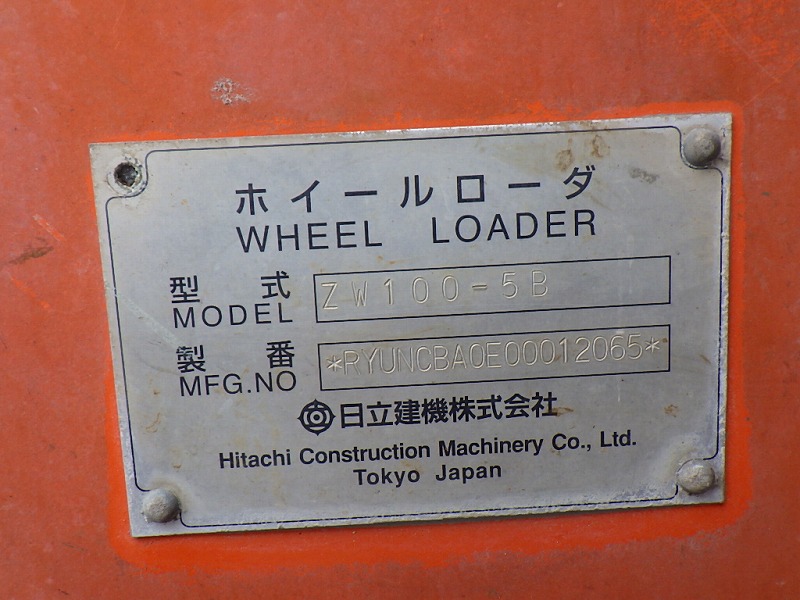 ホイールローダ
WHEEL LOADER
型式 ZW100-5B
MODEL
製番 *RYUNCBA0E00012065*
MFG.NO
日立建機株式会社
Hitachi Construction Machinery Co., Ltd.
Tokyo Japan